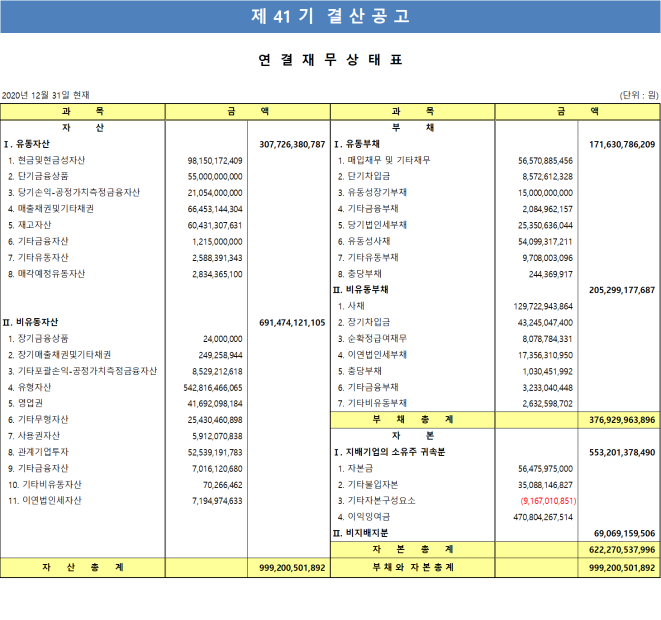 제 41 기 결 산 공 고
연 결 재 무 상 태 표
2020년 12월 31일 현재 (단위 : 원)
과 목 금 액 과 목 금 액
자 산 부 채
Ⅰ. 유동자산 307,726,380,787 Ⅰ. 유동부채 171,630,786,209
1. 현금및현금성자산 98,150,172,409 1. 매입채무 및 기타채무 56,570,885,456
2. 단기금융상품 55,000,000,000 2. 단기차입금 8,572,612,328
3. 당기손익-공정가치측정금융자산 21,054,000,000 3. 유동성장기부채 15,000,000,000
4. 매출채권및기타채권 66,453,144,304 4. 기타금융부채 2,084,962,157
5. 재고자산 60,431,307,631 5. 당기법인세부채 25,350,636,044
6. 기타금융자산 1,215,000,000 6. 유동성사채 54,099,317,211
7. 기타유동자산 2,588,391,343 7. 기타유동부채 9,708,003,096
8. 매각예정유동자산 2,834,365,100 8. 충당부채 244,369,917
Ⅱ. 비유동부채 205,299,177,687
1. 사채 129,722,943,864
Ⅱ. 비유동자산 691,474,121,105 2. 장기차입금 43,245,047,400
1. 장기금융상품 24,000,000 3. 순확정급여채무 8,078,784,331
2. 장기매출채권및기타채권 249,258,944 4. 이연법인세부채 17,356,310,950
3. 기타포괄손익-공정가치측정금융자산 8,529,212,618 5. 충당부채 1,030,451,992
4. 유형자산 542,816,466,065 6. 기타금융부채 3,233,040,448
5. 영업권 41,692,098,184 7. 기타비유동부채 2,632,598,702
6. 기타무형자산 25,430,460,898 부 채 총 계 376,929,963,896
7. 사용권자산 5,912,070,838 자 본
8. 관계기업투자 52,539,191,783 Ⅰ. 지배기업의 소유주 귀속분 553,201,378,490
9. 기타금융자산 7,016,120,680 1. 자본금 56,475,975,000
10. 기타비유동자산 70,266,462 2. 기타불입자본 35,088,146,827
11. 이연법인세자산 7,194,974,633 3. 기타자본구성요소 (9,167,010,851)
4. 이익잉여금 470,804,267,514
Ⅱ. 비지배지분 69,069,159,506
자 본 총 계 622,270,537,996
자 산 총 계 999,200,501,892 부 채 와 자 본 총 계 999,200,501,892